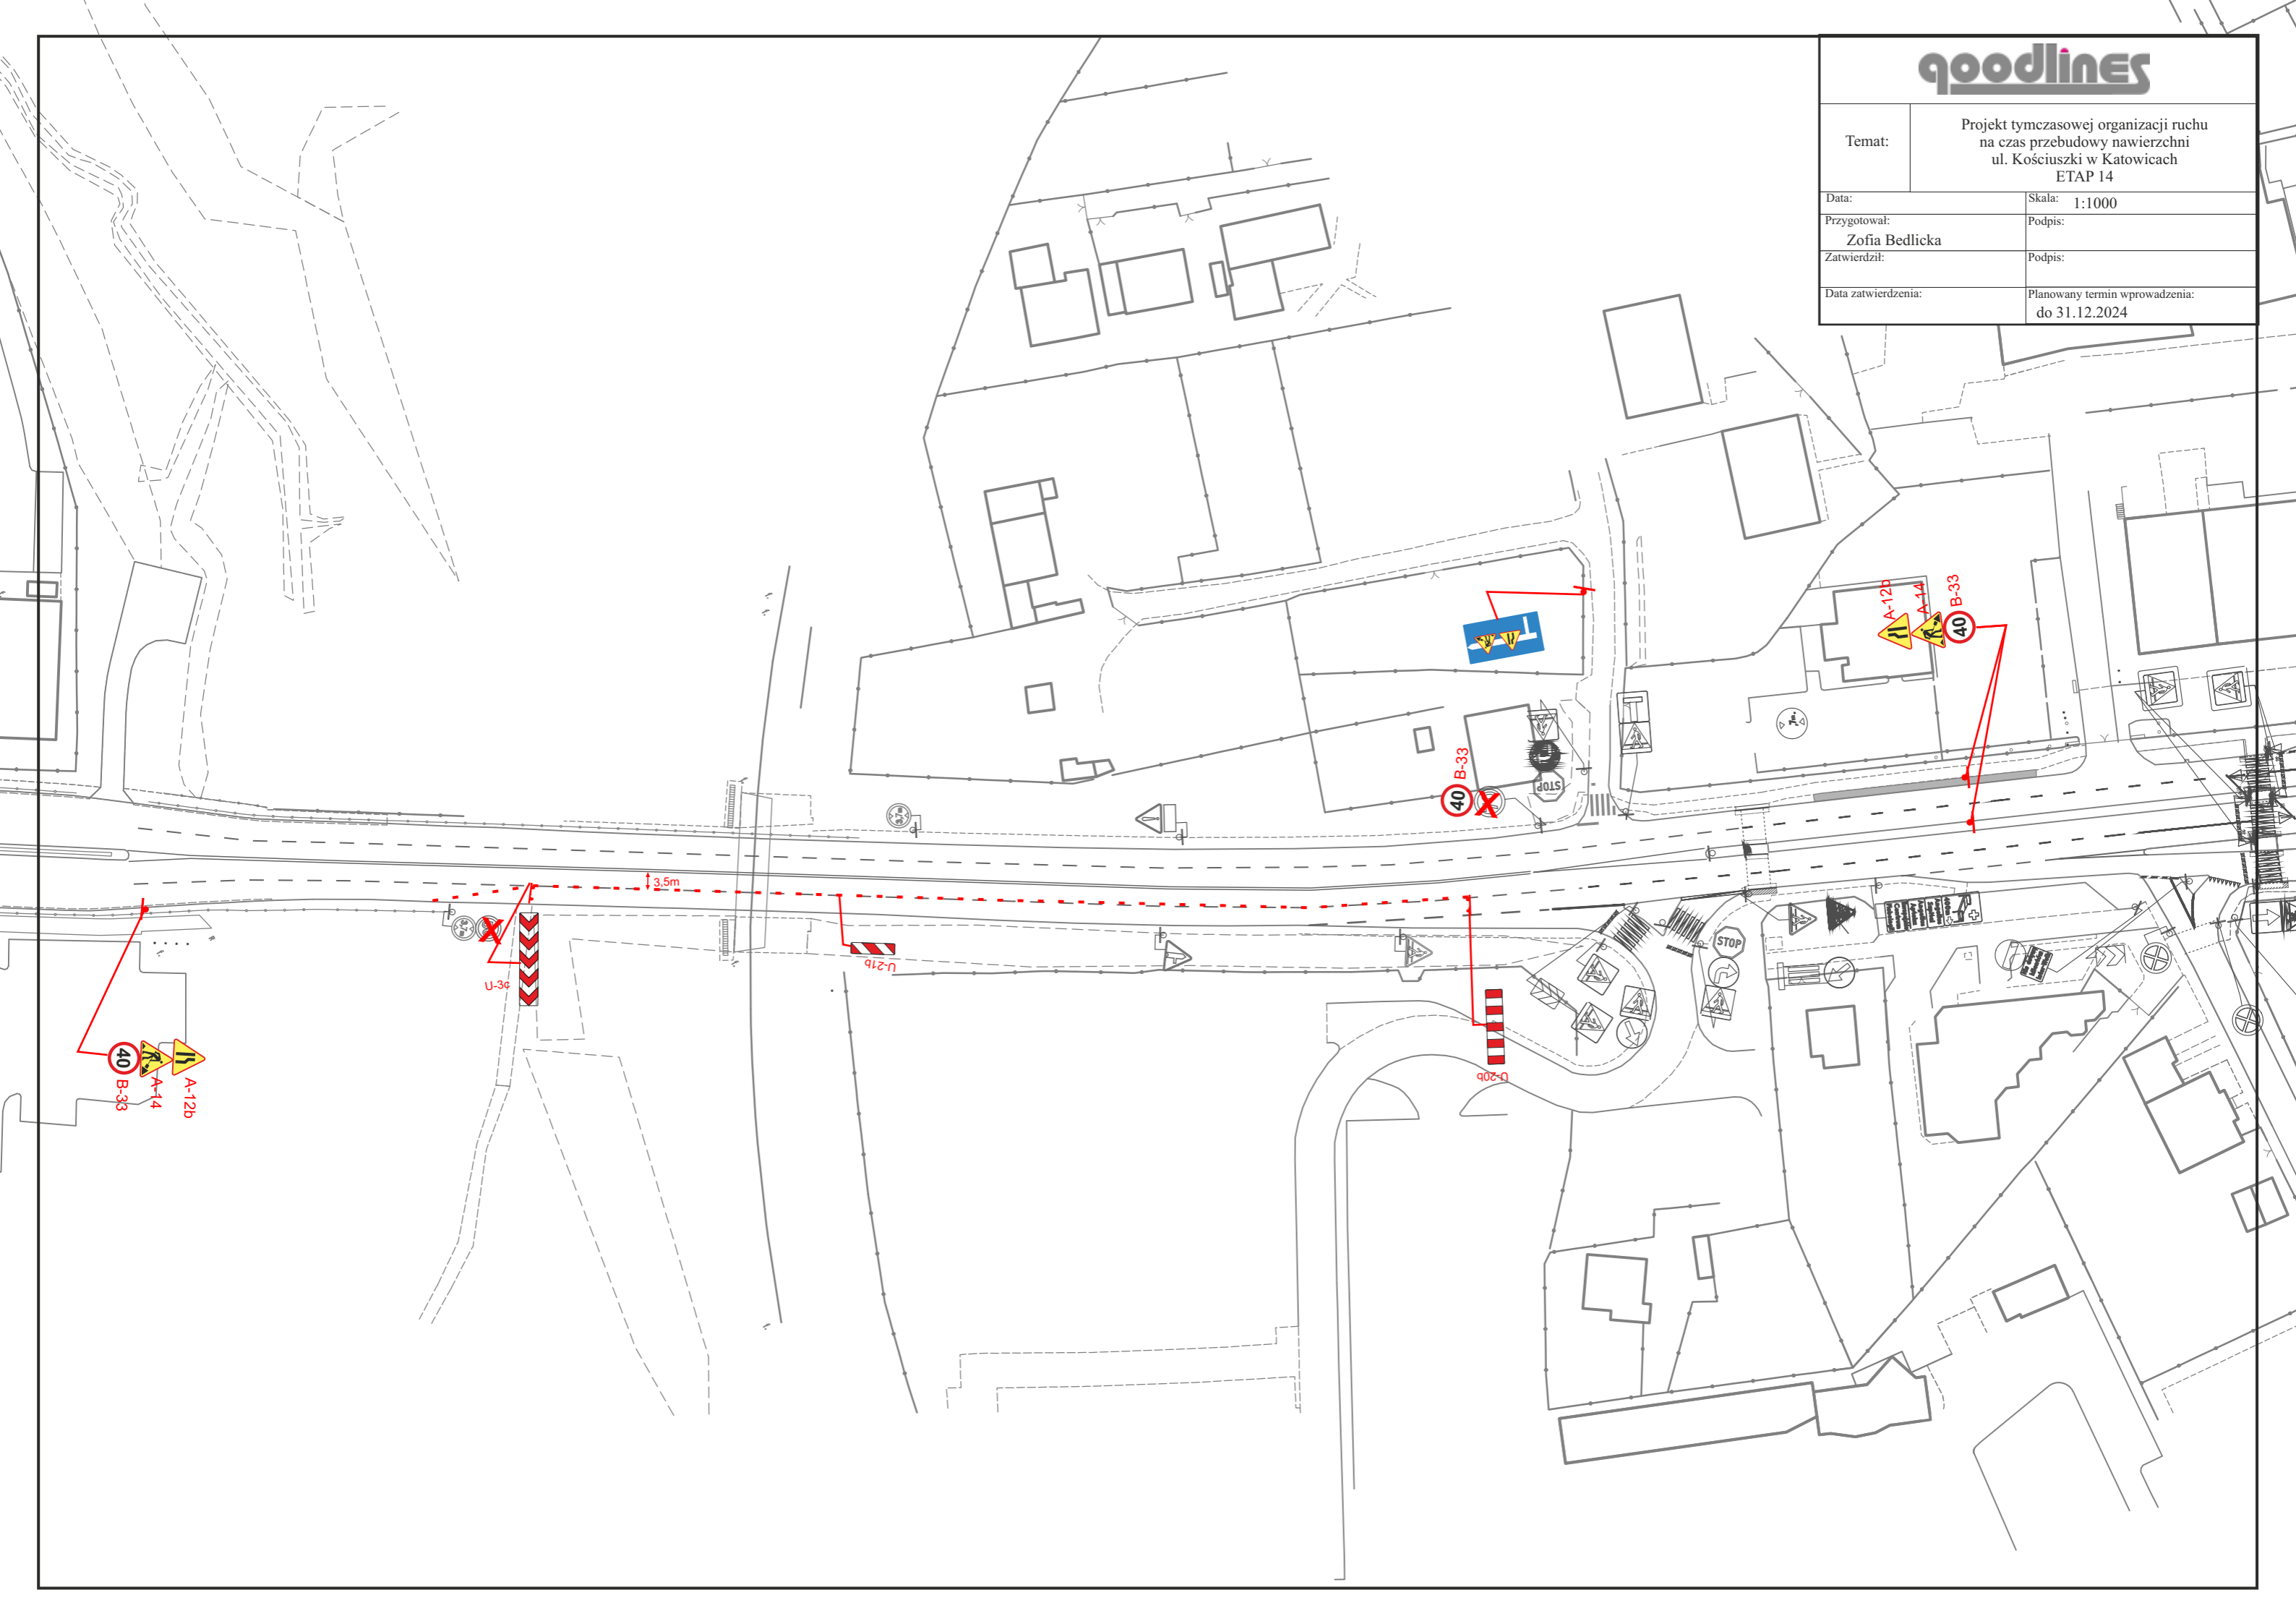 goodlines
Temat:
Projekt tymczasowej organizacji ruchu
na czas przebudowy nawierzchni
ul. Kościuszki w Katowicach
ETAP 14
Data:
Skala: 1:1000
Przygotował:
Zofia Bedlicka
Podpis:
Zatwierdził:
Podpis:
Data zatwierdzenia:
Planowany termin wprowadzenia:
do 31.12.2024
A-12b
A-14
B-33
40
B-33
40
X
STOP
3,5m
X
U-3c
U-21b
STOP
U-20b
40
B-33
A-14
A-12b